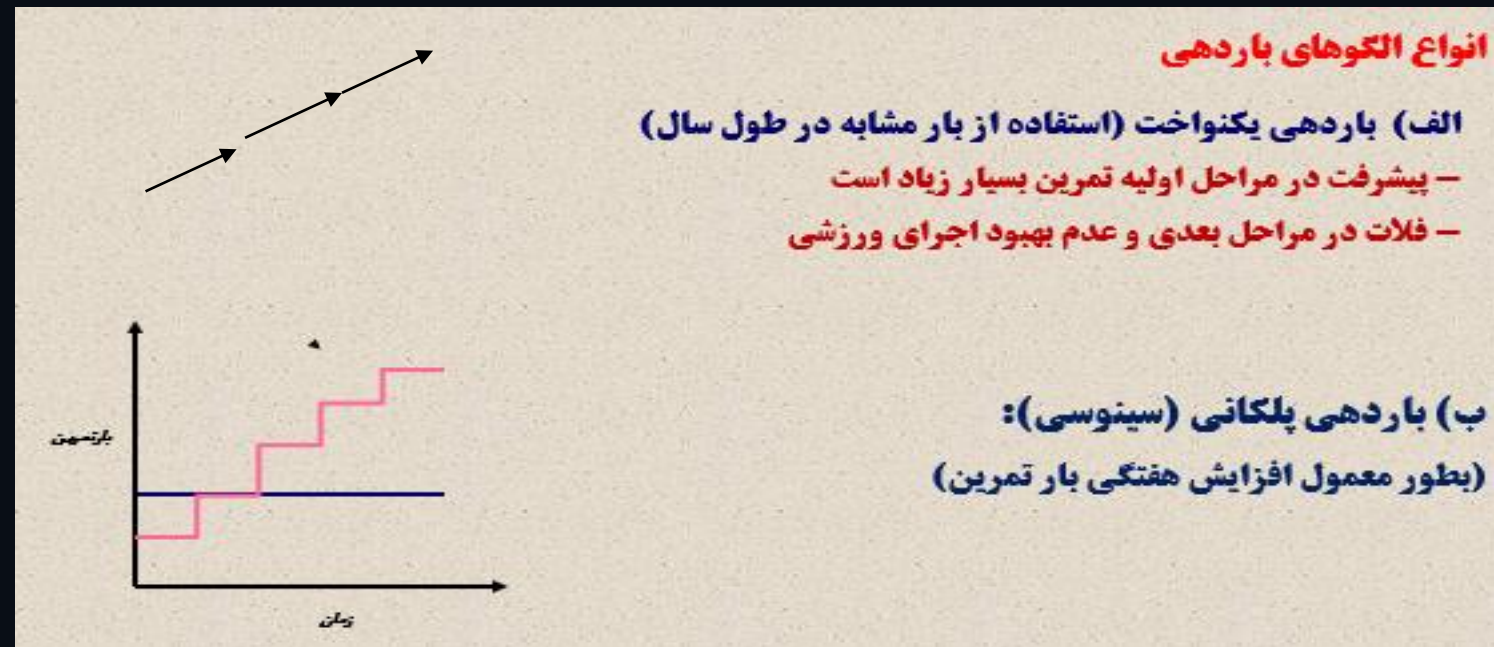 انواع الگوهای باردهی
الف) باردهی یکنواخت (استفاده از بار مشابه در طول سال)
– پیشرفت در مراحل اولیه تمرین بسیار زیاد است
– فلات در مراحل بعدی و عدم بهبود اجرای ورزشی
ب) باردهی پلکانی (سینوسی):
(بطور معمول افزایش هفتگی بار تمرین)
بارتمرین
زمان